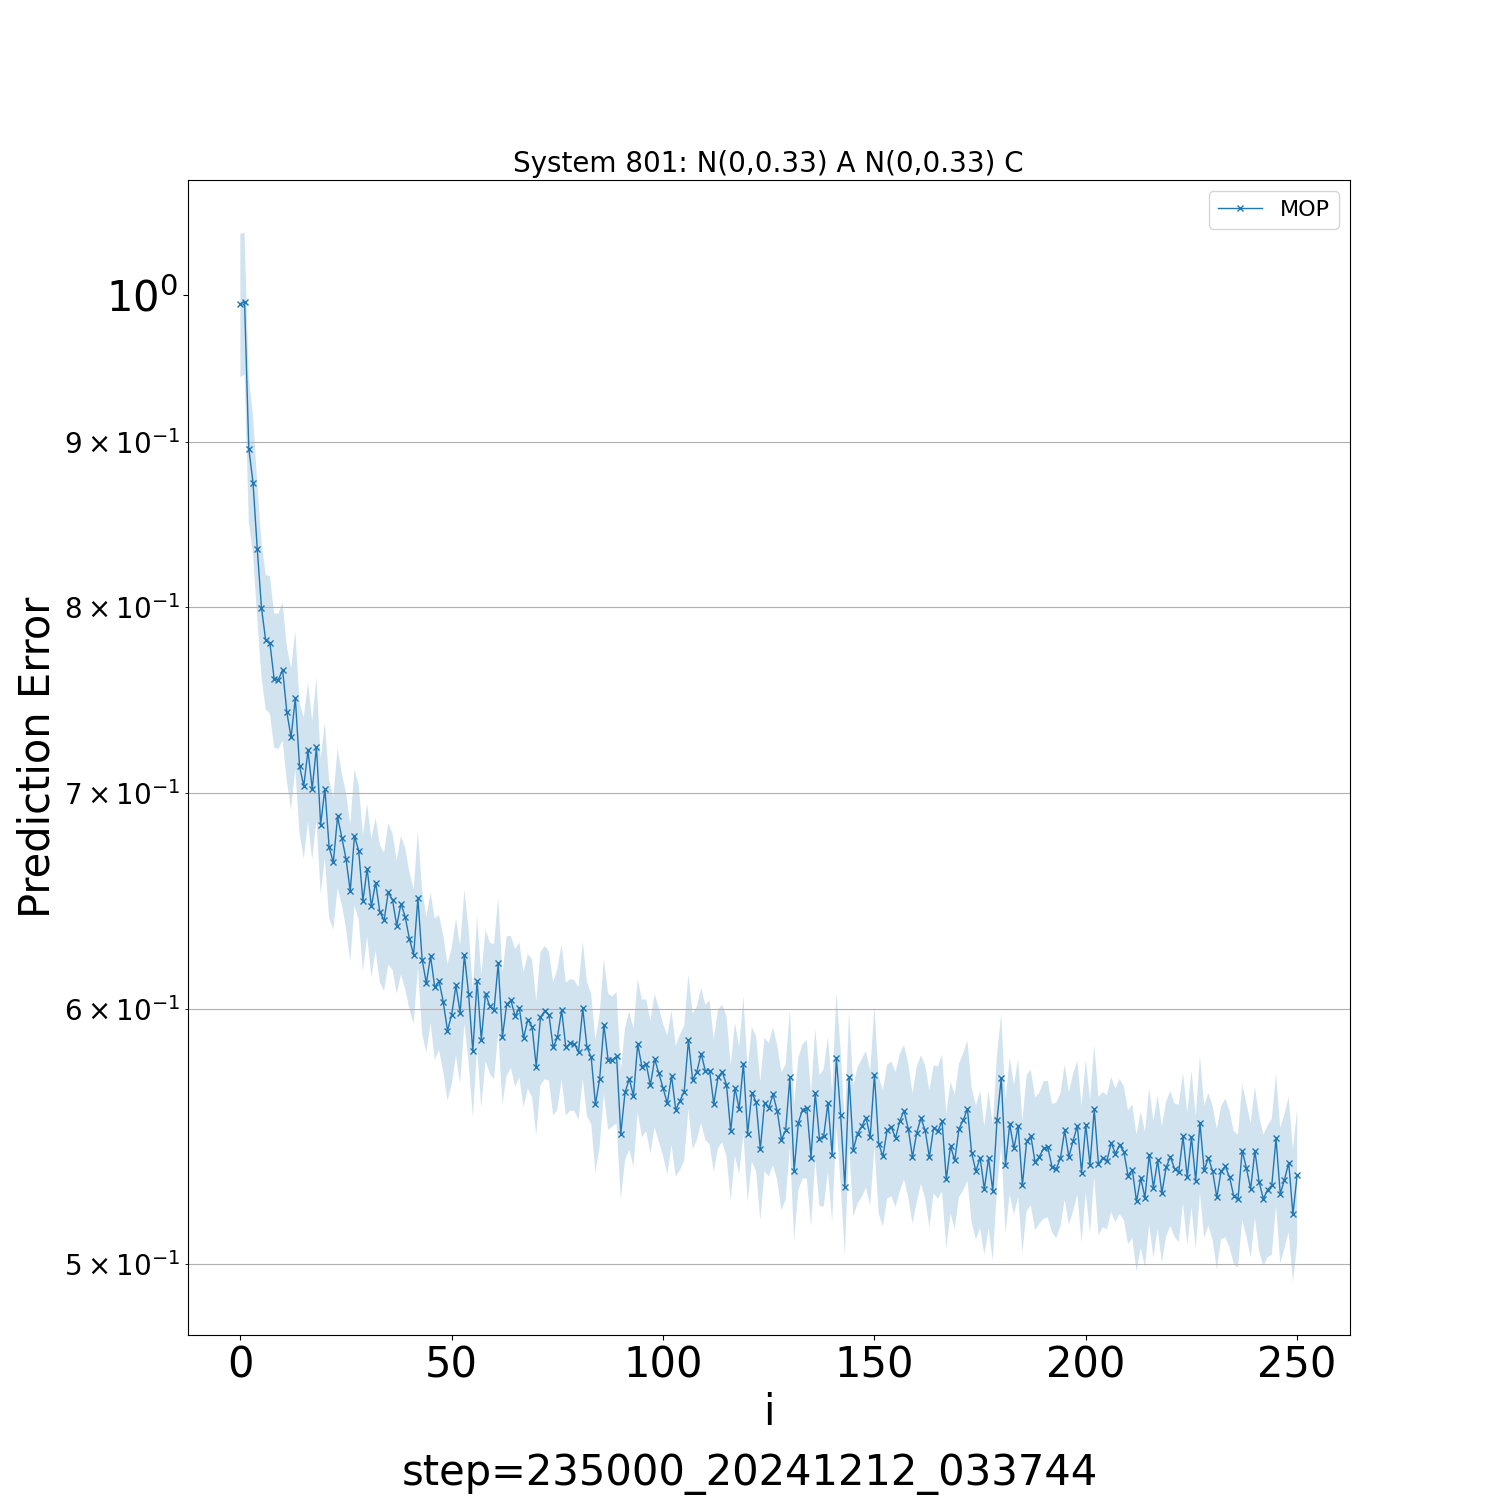 System 801: N(0,0.33) A N(0,0.33) C
MOP
10⁰
9 × 10⁻¹
8 × 10⁻¹
7 × 10⁻¹
6 × 10⁻¹
5 × 10⁻¹
Prediction Error
0 50 100 150 200 250
i
step=235000_20241212_033744